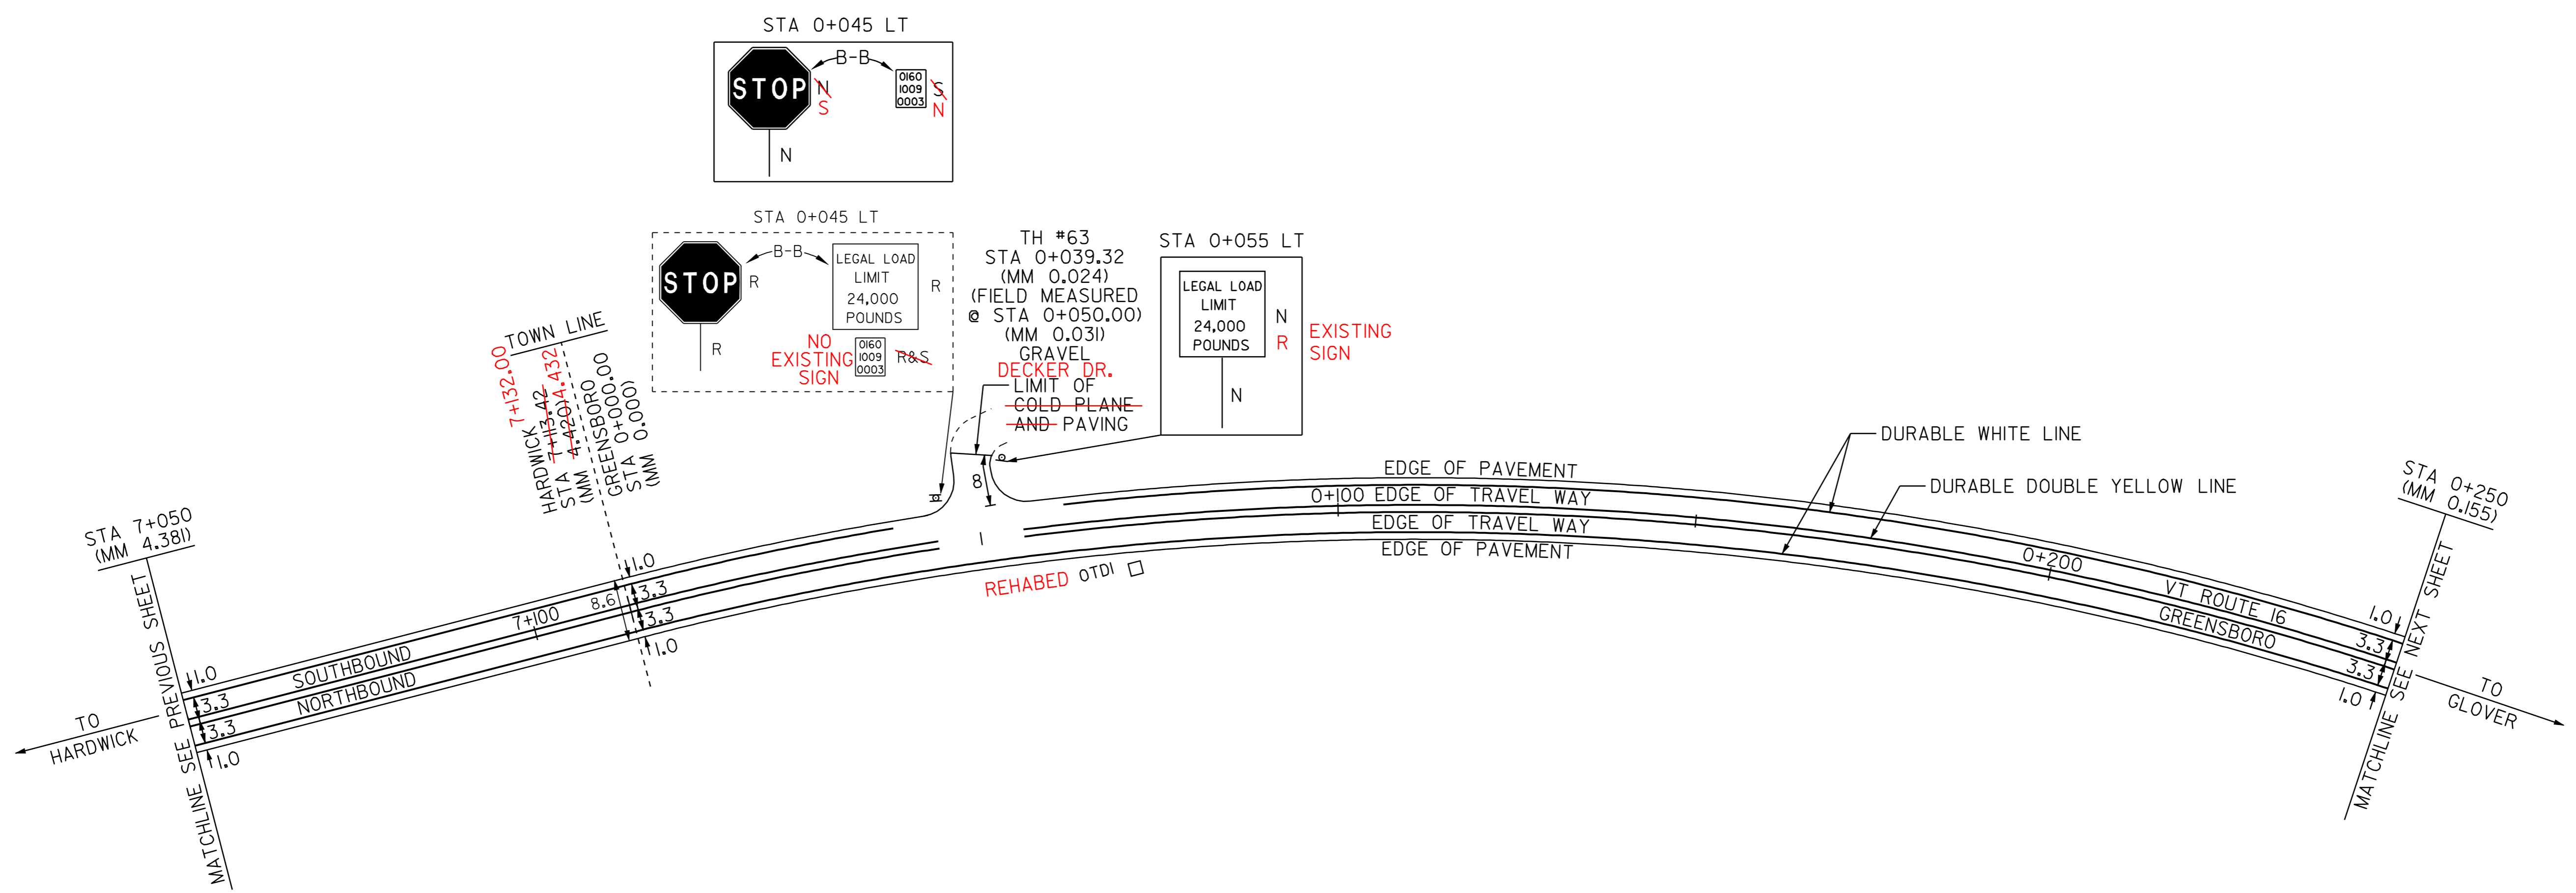 STA 0+045 LT
STOP
B-B
N
S
0160
1009
0003
S
N
N
STA 0+045 LT
STOP
R
B-B
LEGAL LOAD
LIMIT
24,000
POUNDS
R
R
NO
EXISTING
SIGN
0160
1009
0003
R&S
TH #63
STA 0+039.32
(MM 0.024)
(FIELD MEASURED
@ STA 0+050.00)
(MM 0.031)
GRAVEL
DECKER DR.
LIMIT OF
COLD PLANE
AND PAVING
STA 0+055 LT
LEGAL LOAD
LIMIT
24,000
POUNDS
N
R
N
EXISTING
SIGN
TOWN LINE
7+132.00
HARDWICK
STA 7+113.42
(MM 4.420) 4.432
GREENSBORO
STA 0+000.00
(MM 0.000)
8
DURABLE WHITE LINE
DURABLE DOUBLE YELLOW LINE
EDGE OF PAVEMENT
0+100 EDGE OF TRAVEL WAY
EDGE OF TRAVEL WAY
EDGE OF PAVEMENT
REHABED OTDI
STA 7+050
(MM 4.381)
MATCHLINE SEE PREVIOUS SHEET
TO
HARDWICK
1.0
3.3
3.3
1.0
SOUTHBOUND
NORTHBOUND
7+100
8.6
1.0
3.3
3.3
1.0
0+200
VT ROUTE 16
GREENSBORO
1.0
3.3
3.3
1.0
STA 0+250
(MM 0.155)
MATCHLINE SEE NEXT SHEET
TO
GLOVER